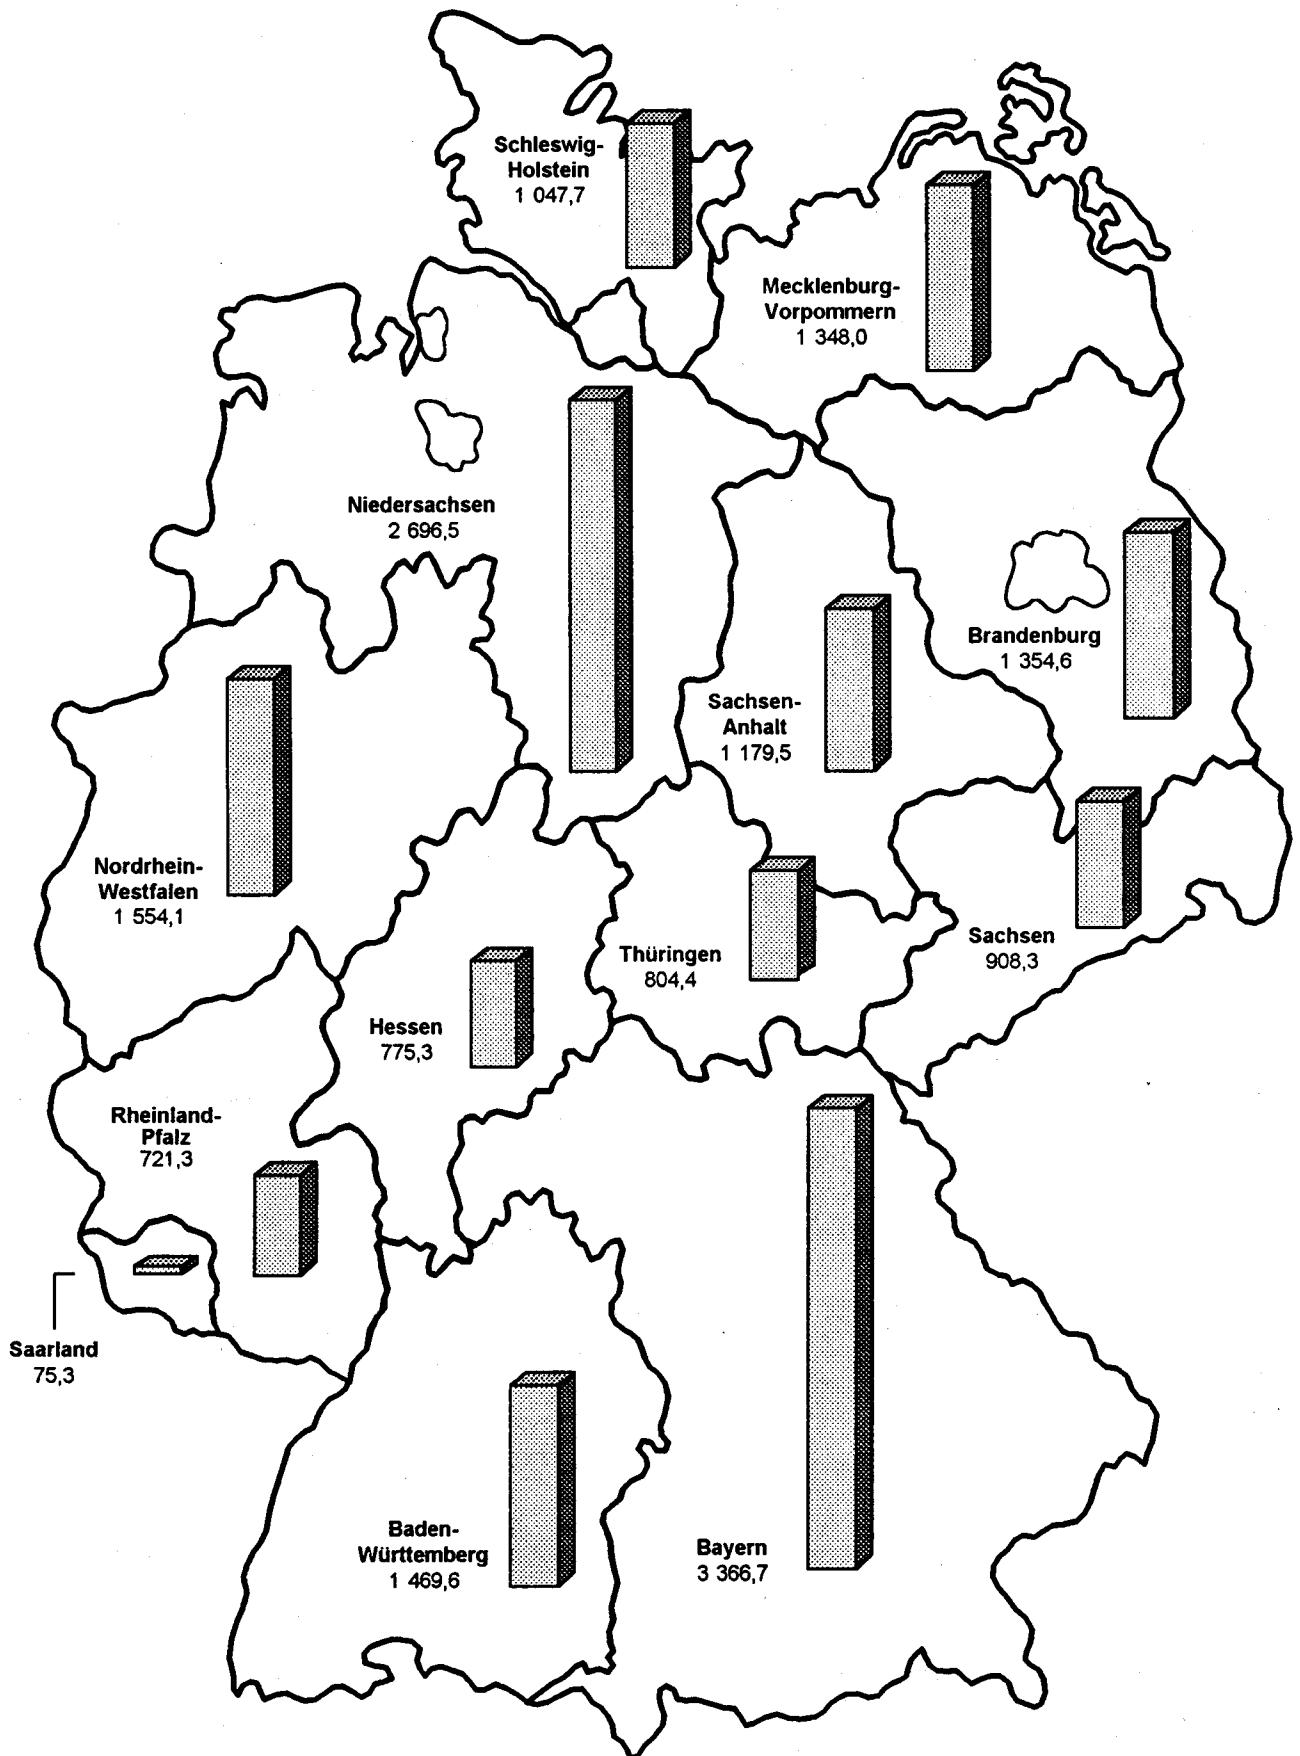 Schleswig-
Holstein
1 047,7
Mecklenburg-
Vorpommern
1 348,0
Niedersachsen
2 696,5
Brandenburg
1 354,6
Sachsen-
Anhalt
1 179,5
Nordrhein-
Westfalen
1 554,1
Sachsen
908,3
Thüringen
804,4
Hessen
775,3
Rheinland-
Pfalz
721,3
Saarland
75,3
Baden-
Württemberg
1 469,6
Bayern
3 366,7